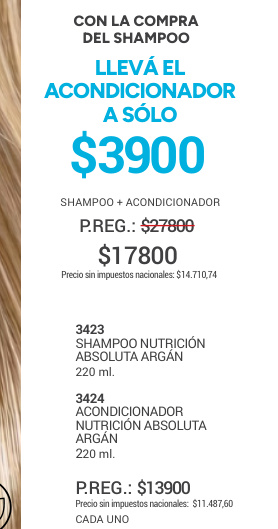 CON LA COMPRA
DEL SHAMPOO
LLEVÁ EL
ACONDICIONADOR
A SÓLO
$3900
SHAMPOO + ACONDICIONADOR
P.REG.: $27800
$17800
Precio sin impuestos nacionales: $14.710,74
3423
SHAMPOO NUTRICIÓN
ABSOLUTA ARGÁN
220 ml.
3424
ACONDICIONADOR
NUTRICIÓN ABSOLUTA
ARGÁN
220 ml.
P.REG.: $13900
Precio sin impuestos nacionales: $11.487,60
CADA UNO